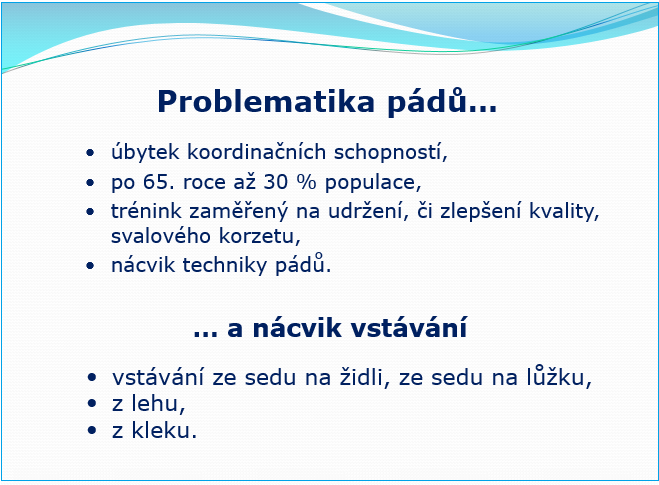 Problematika pádů...
• úbytek koordinačních schopností,
• po 65. roce až 30 % populace,
• trénink zaměřený na udržení, či zlepšení kvality,
svalového korzetu,
• nácvik techniky pádů.
... a nácvik vstávání
• vstávání ze sedu na židli, ze sedu na lůžku,
• z lehu,
• z kleku.